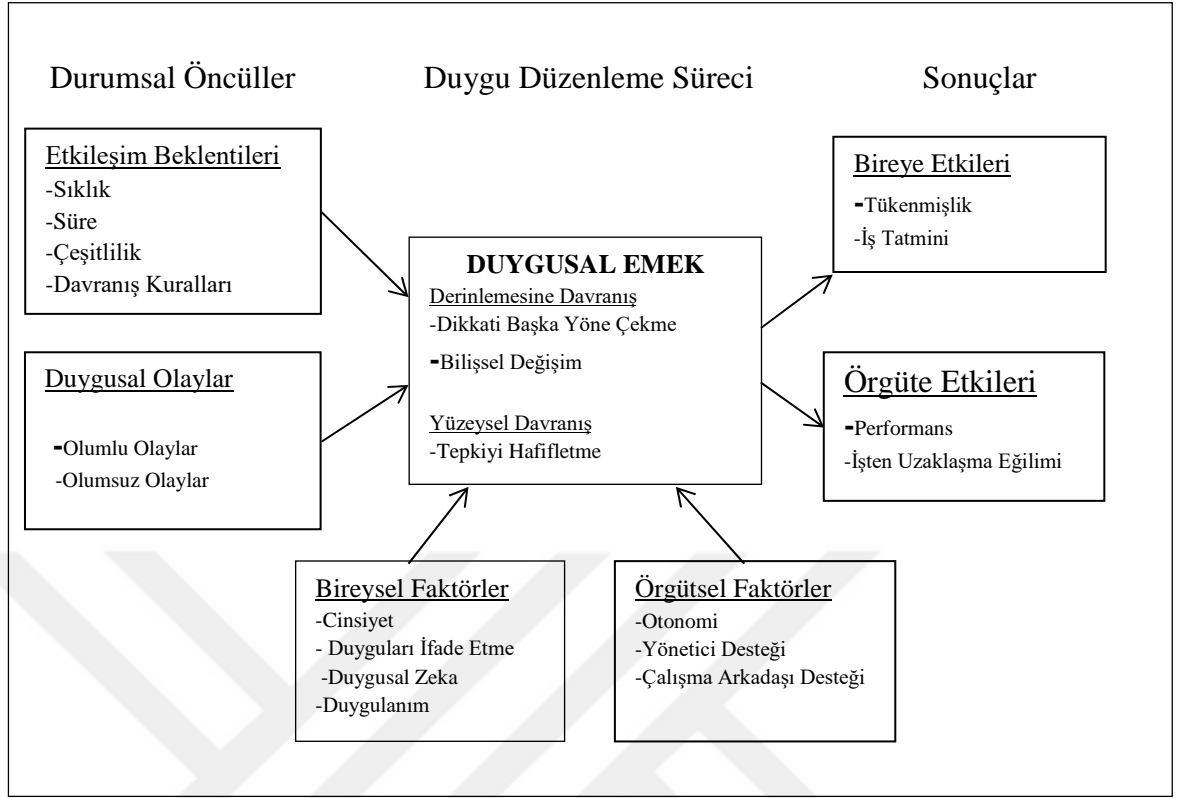 Durumsal Öncüller
Duygu Düzenleme Süreci
Sonuçlar
Etkileşim Beklentileri
-Sıklık
-Süre
-Çeşitlilik
-Davranış Kuralları
Duygusal Olaylar
-Olumlu Olaylar
-Olumsuz Olaylar
DUYGUSAL EMEK
Derinlemesine Davranış
-Dikkati Başka Yöne Çekme
-Bilişsel Değişim
Yüzeysel Davranış
-Tepkiyi Hafifletme
Bireye Etkileri
-Tükenmişlik
-İş Tatmini
Örgüte Etkileri
-Performans
-İşten Uzaklaşma Eğilimi
Bireysel Faktörler
-Cinsiyet
- Duyguları İfade Etme
-Duygusal Zeka
-Duygulanım
Örgütsel Faktörler
-Otonomi
-Yönetici Desteği
-Çalışma Arkadaşı Desteği